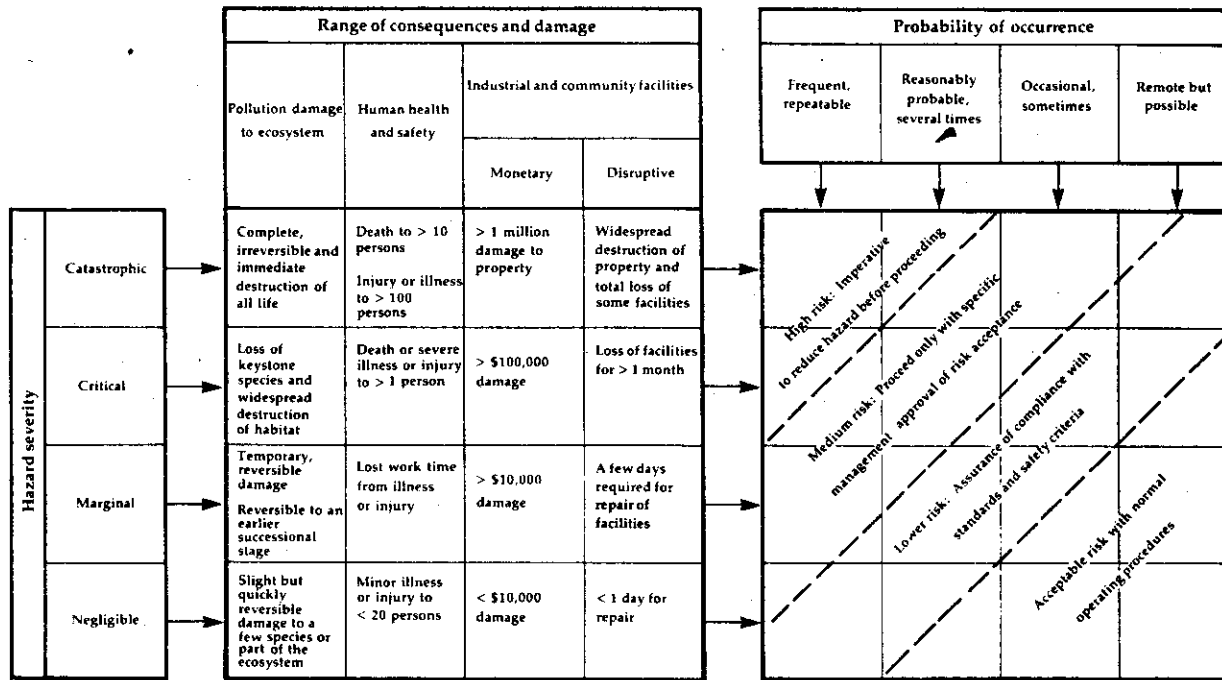 Range of consequences and damage
Pollution damage
to ecosystem
Human health
and safety
Industrial and community facilities
Monetary
Disruptive
Probability of occurrence
Frequent,
repeatable
Reasonably
probable,
several times
Occasional,
sometimes
Remote but
possible
Hazard severity
Catastrophic
Complete,
irreversible and
immediate
destruction of
all life
Death to > 10
persons
Injury or illness
to > 100
persons
> 1 million
damage to
property
Widespread
destruction of
property and
total loss of
some facilities
Critical
Loss of
keystone
species and
widespread
destruction
of habitat
Death or severe
illness or injury
to > 1 person
> $100,000
damage
Loss of facilities
for > 1 month
Marginal
Temporary,
reversible
damage
Reversible to an
earlier
successional
stage
Lost work time
from illness
or injury
> $10,000
damage
A few days
required for
repair of
facilities
Negligible
Slight but
quickly
reversible
damage to a
few species or
part of the
ecosystem
Minor illness
or injury to
< 20 persons
< $10,000
damage
< 1 day for
repair
High risk: Imperative
to reduce hazard before proceeding
Medium risk: Proceed only with specific
management approval of risk acceptance
Lower risk: Assurance of compliance with
standards and safety criteria
Acceptable risk with normal
operating procedures